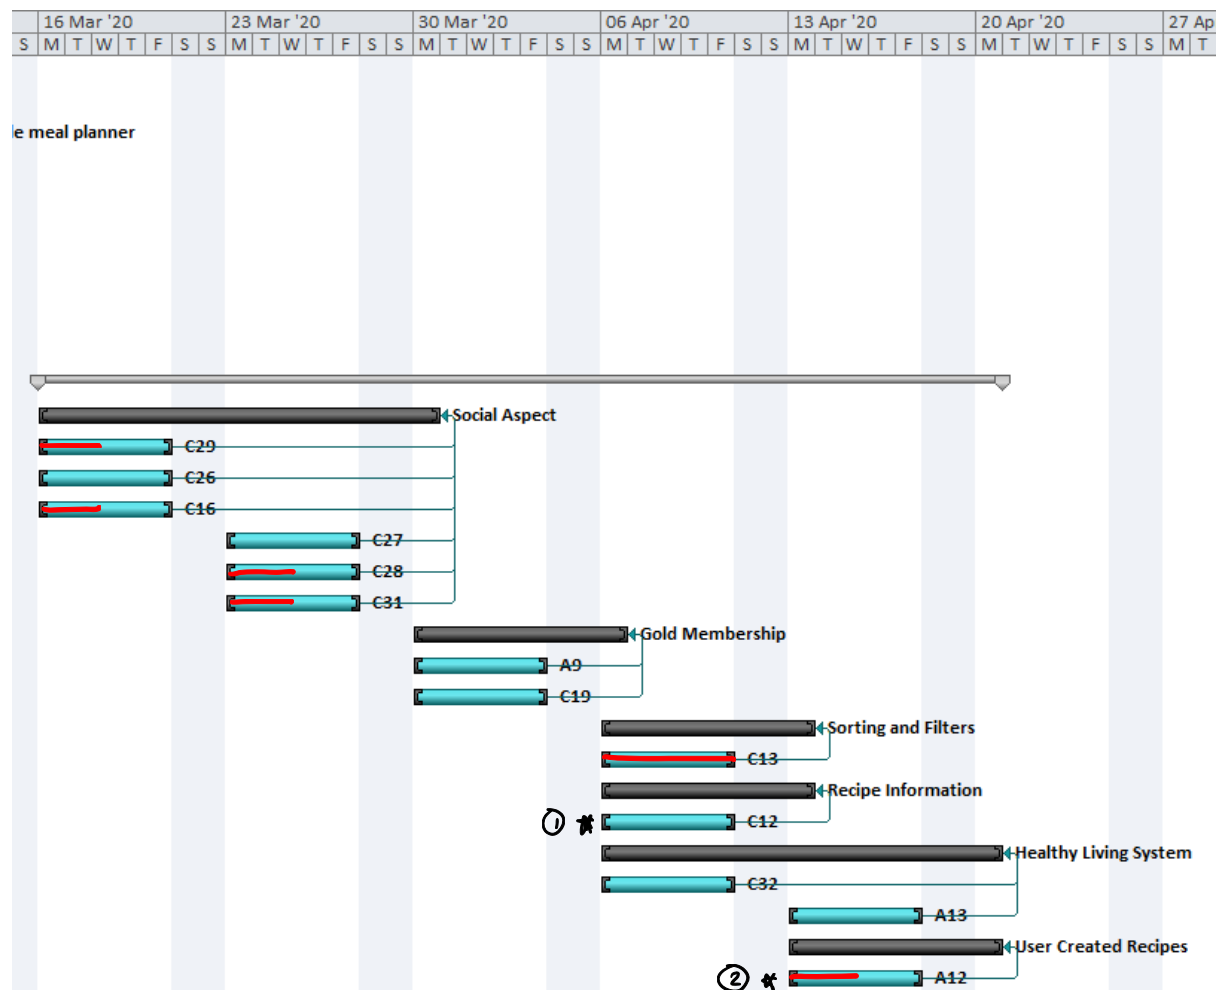 16 Mar '20 23 Mar '20 30 Mar '20 06 Apr '20 13 Apr '20 20 Apr '20 27 Ap
S M T W T F S S M T W T F S S M T W T F S S M T W T F S S M T W T F S S M T W T F S S M T
e meal planner
Social Aspect
C29
C26
C16
C27
C28
C31
Gold Membership
A9
C19
Sorting and Filters
C13
Recipe Information
① * C12
Healthy Living System
C32
A13
User Created Recipes
② * A12